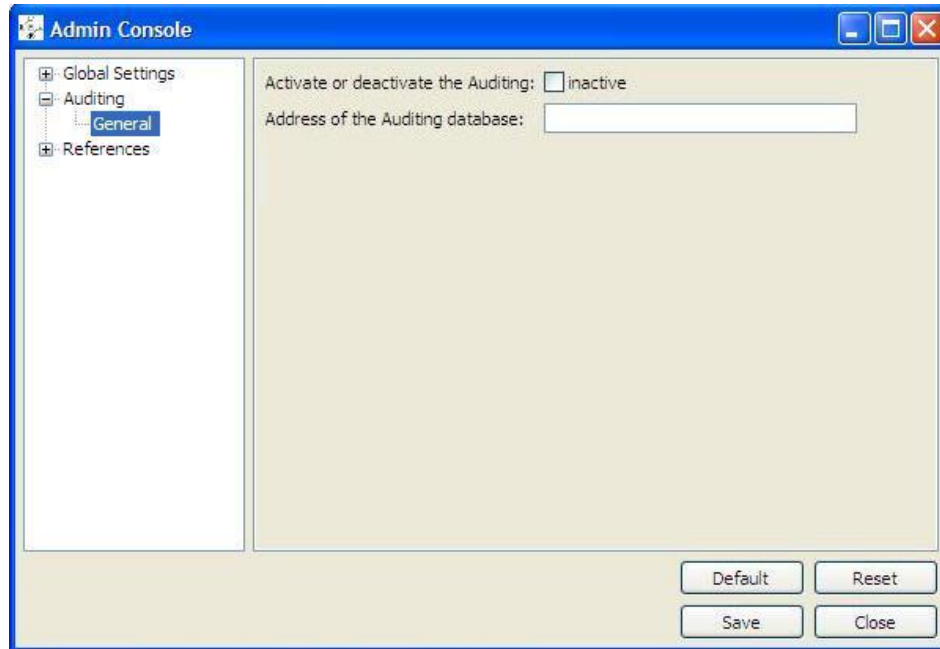 Admin Console
Global Settings
Auditing
General
References
Activate or deactivate the Auditing: inactive
Address of the Auditing database:
Default Reset
Save Close